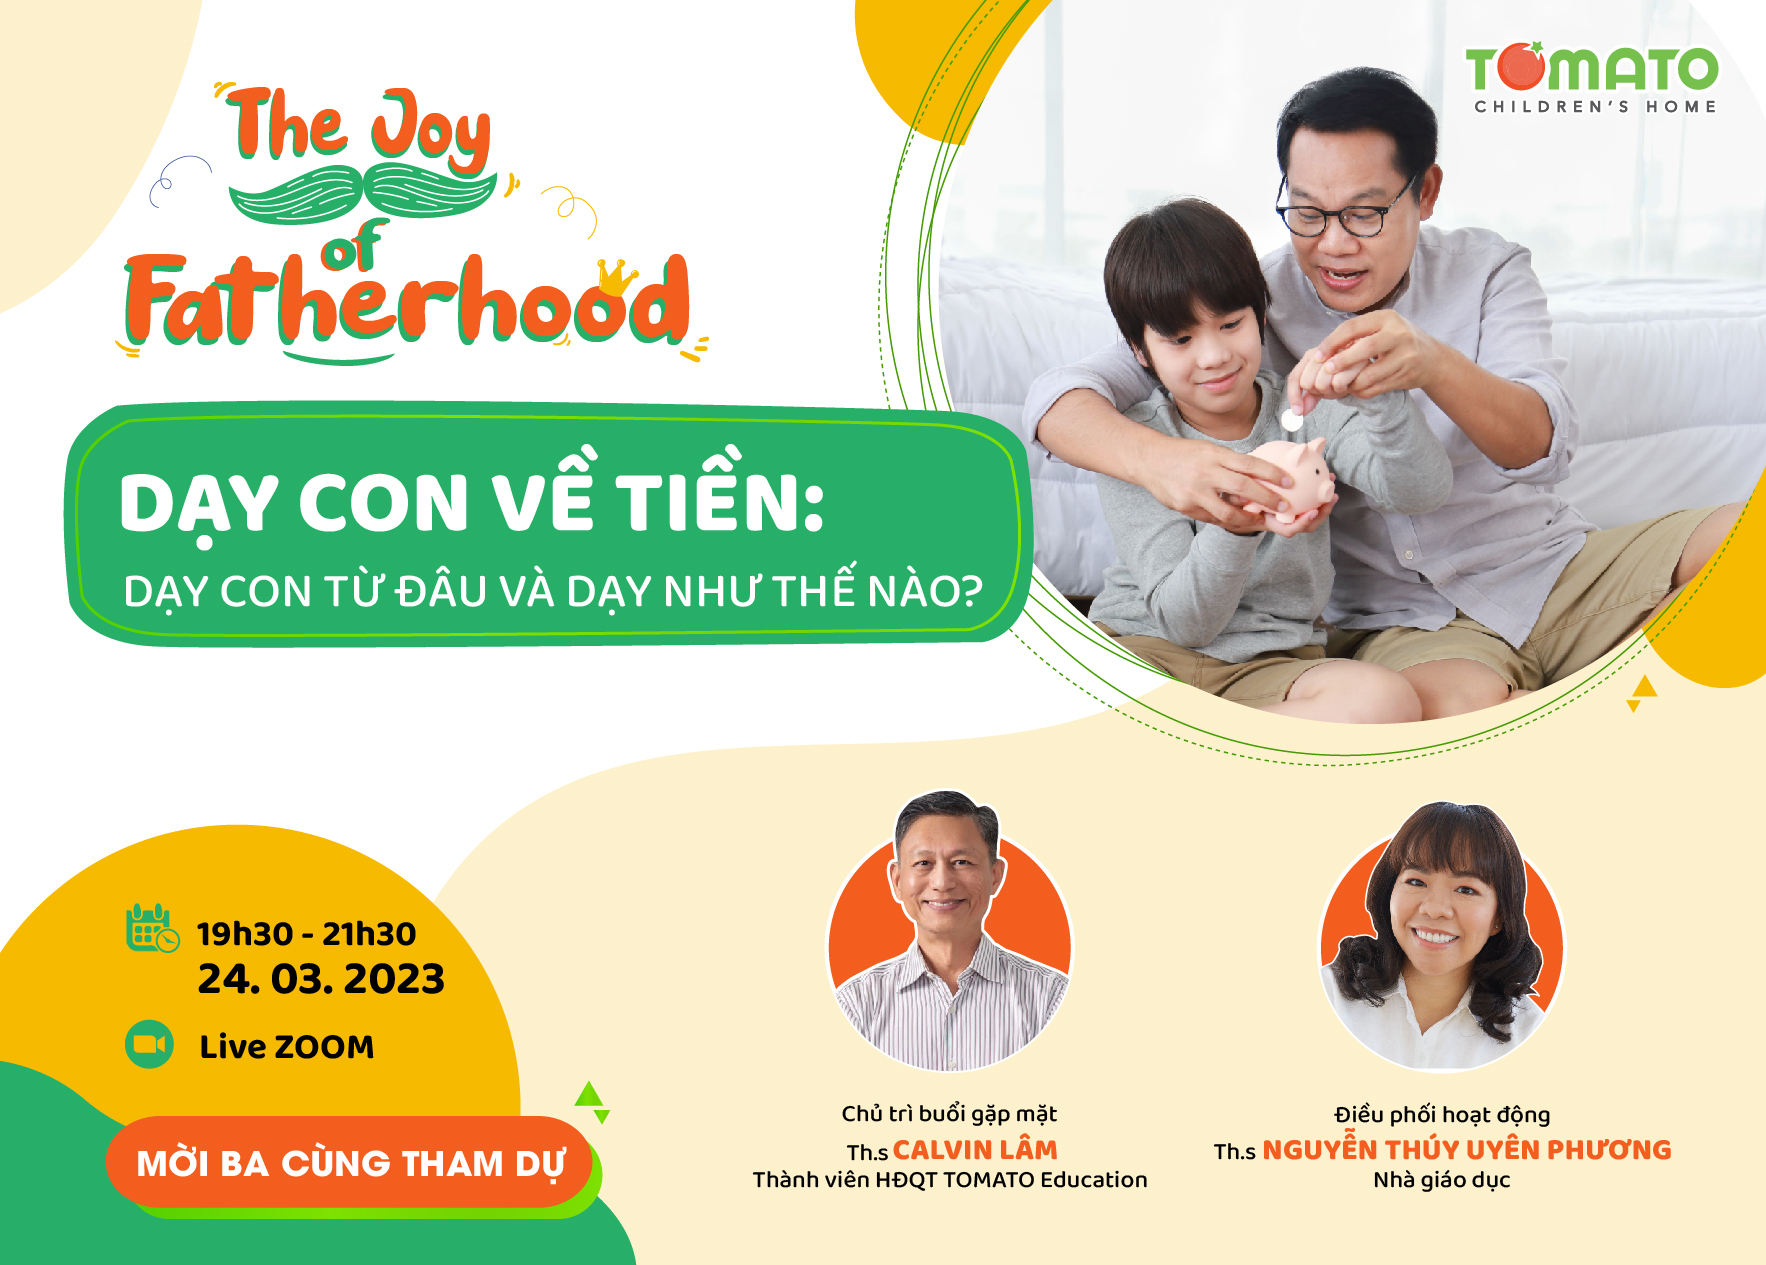 The Joy
of
Fatherhood
TOMATO
CHILDREN'S HOME
DẠY CON VỀ TIỀN:
DẠY CON TỪ ĐÂU VÀ DẠY NHƯ THẾ NÀO?
19h30 - 21h30
24. 03. 2023
Live ZOOM
MỜI BA CÙNG THAM DỰ
Chủ trì buổi gặp mặt
Th.s CALVIN LÂM
Thành viên HĐQT TOMATO Education
Điều phối hoạt động
Th.s NGUYỄN THÚY UYÊN PHƯƠNG
Nhà giáo dục